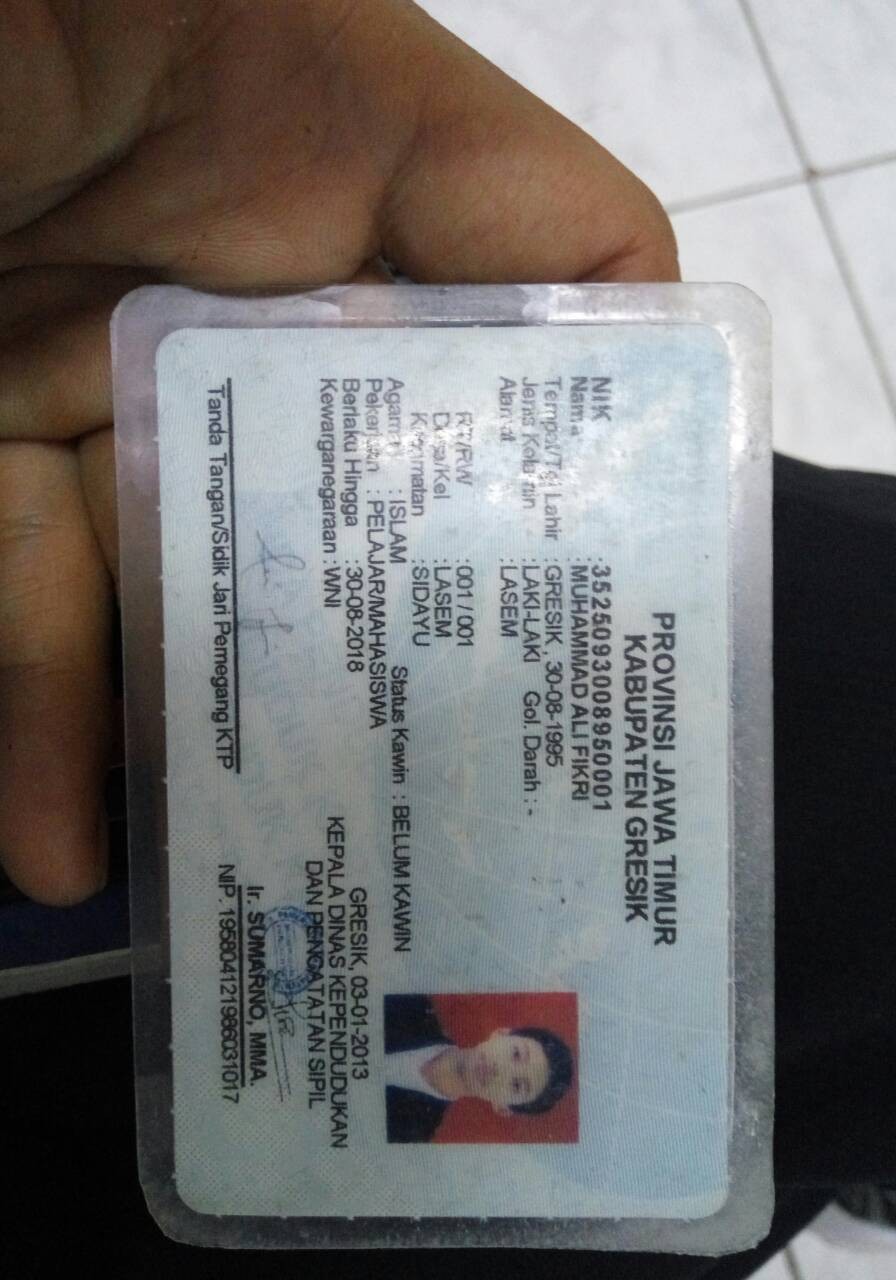 PROVINSI JAWA TIMUR
KABUPATEN GRESIK
NIK : 3525093008950001
Nama : MUHAMMAD ALI FIKRI
Tempat/Tgl Lahir : GRESIK , 30-08-1995
Jenis Kelamin : LAKI-LAKI Gol. Darah : -
Alamat : LASEM
RT/RW : 001 / 001
Desa/Kel : LASEM
Kecamatan : SIDAYU
Agama : ISLAM Status Kawin : BELUM KAWIN
Pekerjaan : PELAJAR/MAHASISWA
Berlaku Hingga : 30-08-2018
Kewarganegaraan : WNI
GRESIK, 03-01-2013
KEPALA DINAS KEPENDUDUKAN
DAN PENCATATAN SIPIL
Ir. SUMARNO, MMA.
NIP. 195804121986031017
Tanda Tangan/Sidik Jari Pemegang KTP